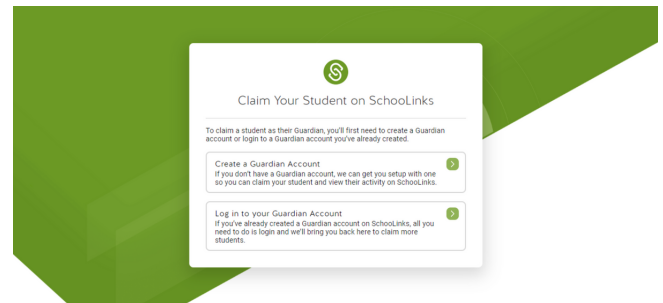 Claim Your Student on SchooLinks
To claim a student as their Guardian, you'll first need to create a Guardian
account or login to a Guardian account you've already created.
Create a Guardian Account
If you don't have a Guardian account, we can get you setup with one
so you can claim your student and view their activity on SchooLinks.
Log in to your Guardian Account
If you've already created a Guardian account on SchooLinks, all you
need to do is login and we'll bring you back here to claim more
students.